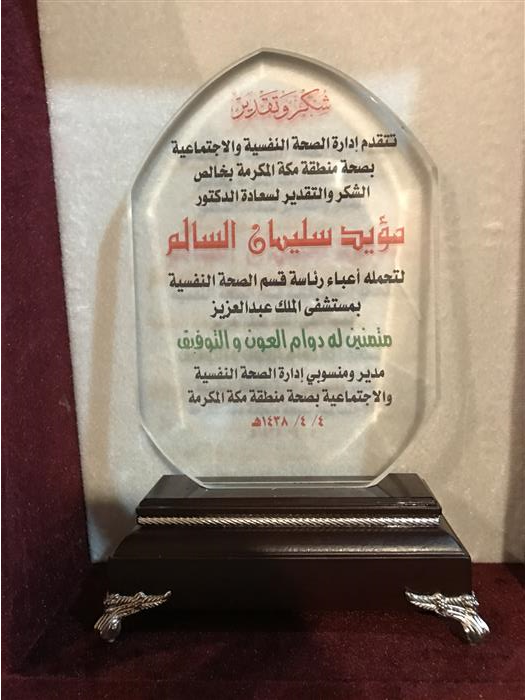 شكر وتقدير
تتقدم إدارة الصحة النفسية والاجتماعية
بصحة منطقة مكة المكرمة بخالص
الشكر والتقدير لسعادة الدكتور
مؤيد سليمان السالم
لتحمله أعباء رئاسة قسم الصحة النفسية
بمستشفى الملك عبدالعزيز
متمنين له دوام العون و التوفيق
مدير ومنسوبي إدارة الصحة النفسية
والاجتماعية بصحة منطقة مكة المكرمة
٤ / ٤ / ١٤٣٨هـ